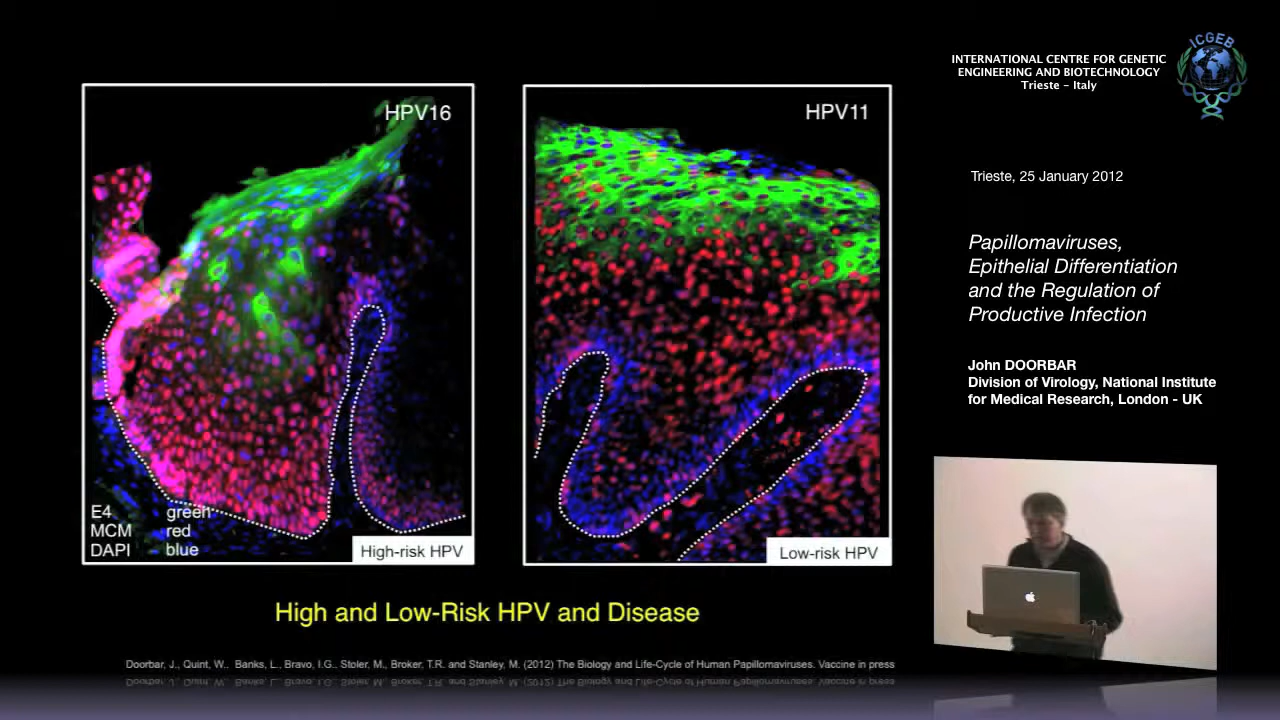 HPV16
E4 green
MCM red
DAPI blue
High-risk HPV
HPV11
Low-risk HPV
High and Low-Risk HPV and Disease
Doorbar, J., Quint, W., Banks, L., Bravo, I.G., Stoler, M., Broker, T.R. and Stanley, M. (2012) The Biology and Life-Cycle of Human Papillomaviruses. Vaccine in press
INTERNATIONAL CENTRE FOR GENETIC
ENGINEERING AND BIOTECHNOLOGY
Trieste - Italy
ICGEB
Trieste, 25 January 2012
Papillomaviruses,
Epithelial Differentiation
and the Regulation of
Productive Infection
John DOORBAR
Division of Virology, National Institute
for Medical Research, London - UK